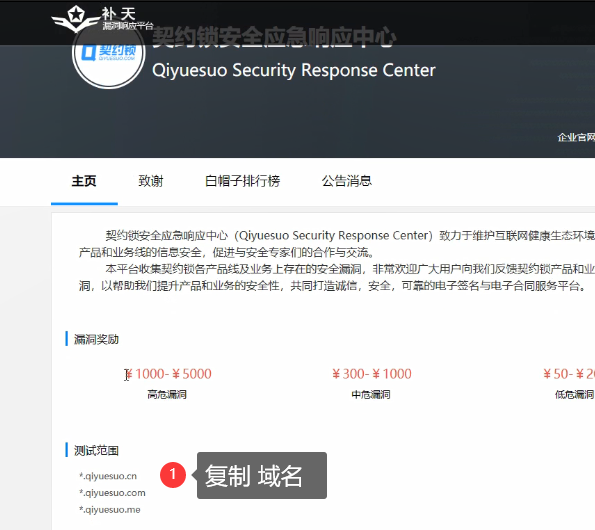 补天
漏洞响应平台
契约锁安全应急响应中心
契约锁
QIYUESUO.COM
Qiyuesuo Security Response Center
企业官网
主页 致谢 白帽子排行榜 公告消息
契约锁安全应急响应中心（Qiyuesuo Security Response Center）致力于维护互联网健康生态环境
产品和业务线的信息安全，促进与安全专家们的合作与交流。
本平台收集契约锁各产品线及业务上存在的安全漏洞，非常欢迎广大用户向我们反馈契约锁产品和业
洞，以帮助我们提升产品和业务的安全性，共同打造诚信，安全，可靠的电子签名与电子合同服务平台。
漏洞奖励
￥1000-￥5000 ￥300-￥1000 ￥50-￥20
高危漏洞 中危漏洞 低危漏洞
测试范围
*.qiyuesuo.cn
*.qiyuesuo.com
*.qiyuesuo.me
1 复制 域名